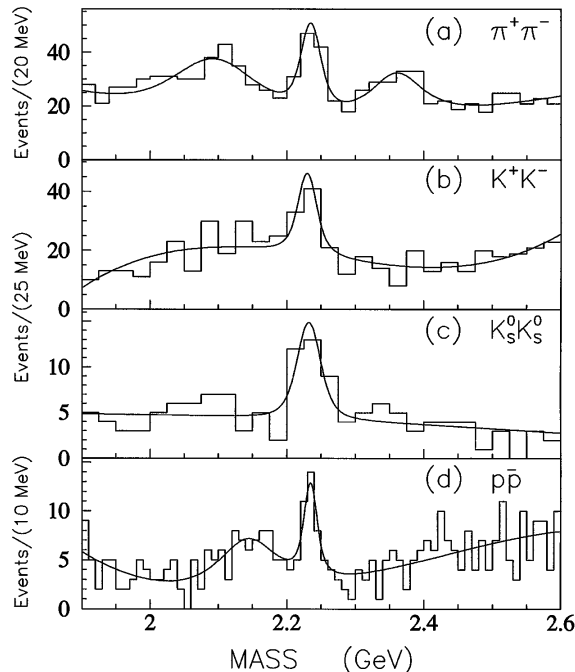 (a) π⁺π⁻
Events/(20 MeV)
40
20
0
(b) K⁺K⁻
40
20
0
Events/(25 MeV)
(c) K⁰SK⁰S
10
5
0
(d) pp̄
Events/(10 MeV)
10
5
0
2 2.2 2.4 2.6
MASS (GeV)